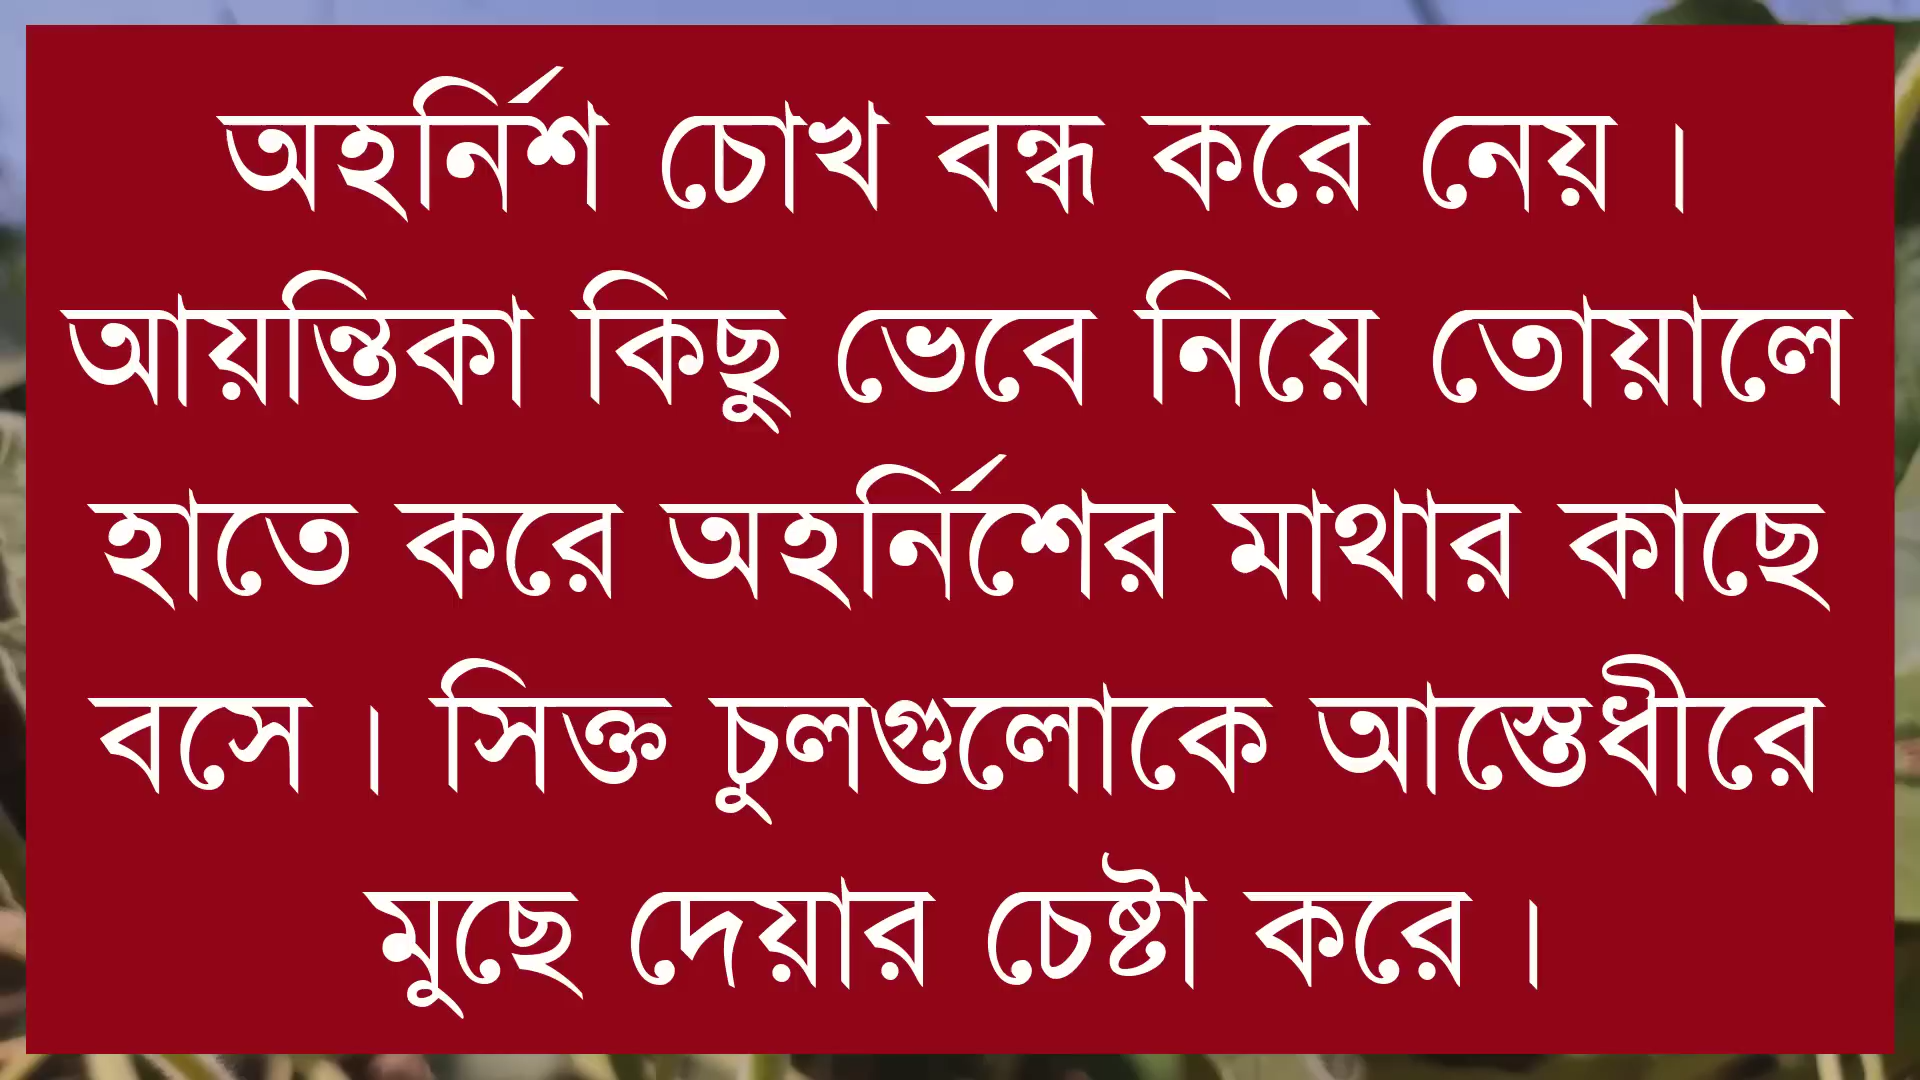 অহর্নিশ চোখ বন্ধ করে নেয় ।
আয়ন্তিকা কিছু ভেবে নিয়ে তোয়ালে
হাতে করে অহর্নিশের মাথার কাছে
বসে । সিক্ত চুলগুলোকে আস্তেধীরে
মুছে দেয়ার চেষ্টা করে ।